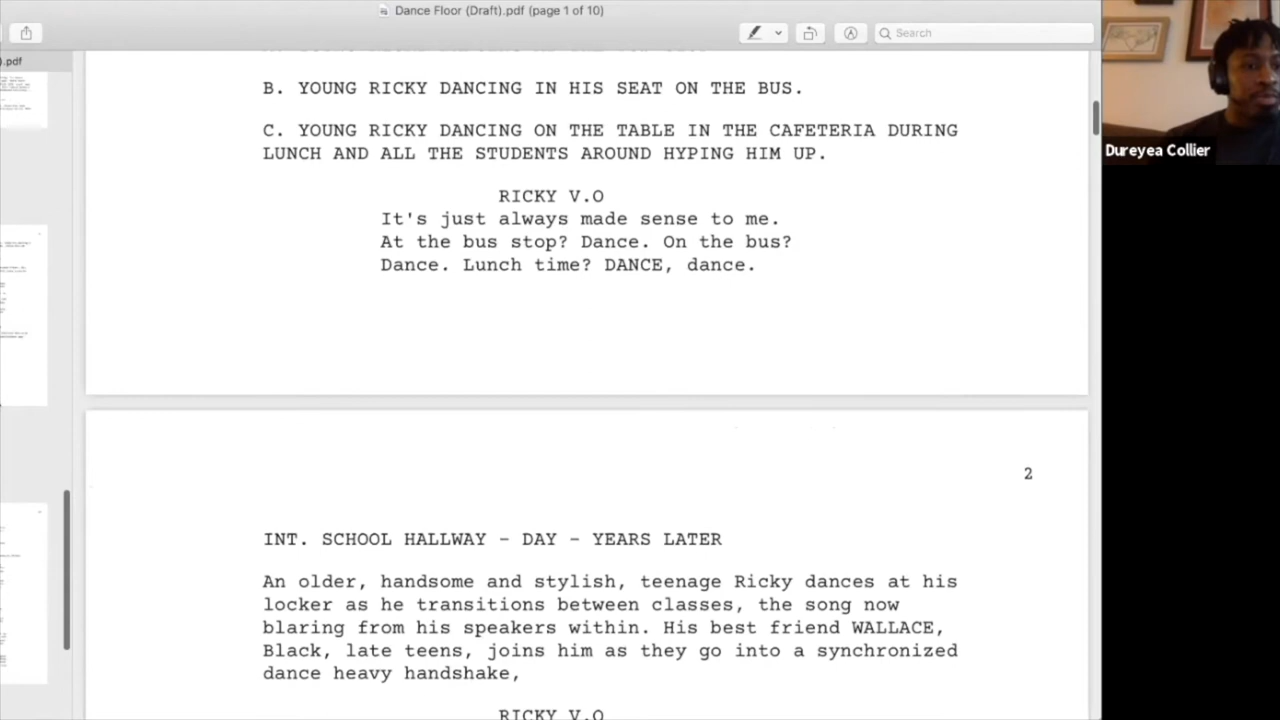 Dance Floor (Draft).pdf (page 1 of 10)
Search
).pdf
B. YOUNG RICKY DANCING IN HIS SEAT ON THE BUS.
C. YOUNG RICKY DANCING ON THE TABLE IN THE CAFETERIA DURING
LUNCH AND ALL THE STUDENTS AROUND HYPING HIM UP.
RICKY V.O
It's just always made sense to me.
At the bus stop? Dance. On the bus?
Dance. Lunch time? DANCE, dance.
Dureyea Collier
2
INT. SCHOOL HALLWAY - DAY - YEARS LATER
An older, handsome and stylish, teenage Ricky dances at his
locker as he transitions between classes, the song now
blaring from his speakers within. His best friend WALLACE,
Black, late teens, joins him as they go into a synchronized
dance heavy handshake,
RICKY V.O